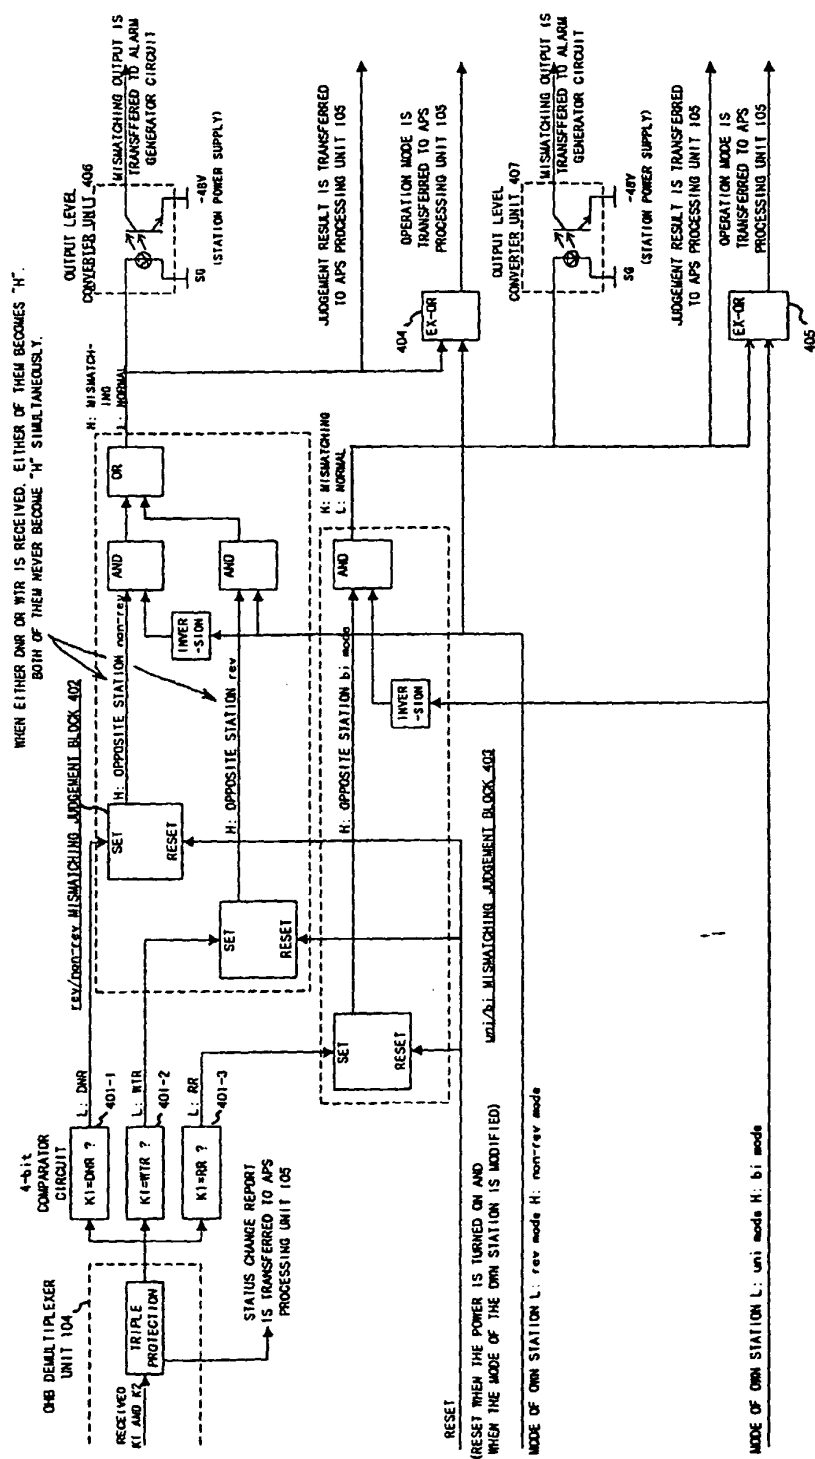 WHEN EITHER DNR OR WTR IS RECEIVED. EITHER OF THEM BECOMES "H".
BOTH OF THEM NEVER BECOME "H" SIMULTANEOUSLY.
OHB DEMULTIPLEXER
UNIT 104
RECEIVED
K1 AND K2
TRIPLE
PROTECTION
STATUS CHANGE REPORT
IS TRANSFERRED TO APS
PROCESSING UNIT 105
4-bit
COMPARATOR
CIRCUIT
K1=DNR ?
L: DNR
401-1
K1=WTR ?
L: WTR
401-2
K1=RR ?
L: RR
401-3
rev/non-rev MISMATCHING JUDGEMENT BLOCK 402
SET
RESET
H: OPPOSITE STATION non-rev
SET
RESET
H: OPPOSITE STATION rev
INVER
-SION
AND
AND
OR
H: MISMATCH-
ING
L: NORMAL
OUTPUT LEVEL
CONVERTER UNIT 406
SG
-48V
(STATION POWER SUPPLY)
MISMATCHING OUTPUT IS
TRANSFFERED TO ALARM
GENERATOR CIRCUIT
JUDGEMENT RESULT IS TRANSFERRED
TO APS PROCESSING UNIT 105
404
EX-OR
OPERATION MODE IS
TRANSFERRED TO APS
PROCESSING UNIT 105
SET
RESET
H: OPPOSITE STATION bi mode
INVER
-SION
AND
H: MISMATCHING
L: NORMAL
uni/bi MISMATCHING JUDGEMENT BLOCK 403
OUTPUT LEVEL
CONVERTER UNIT 407
SG
-48V
(STATION POWER SUPPLY)
MISMATCHING OUTPUT IS
TRANSFFERED TO ALARM
GENERATOR CIRCUIT
JUDGEMENT RESULT IS TRANSFERRED
TO APS PROCESSING UNIT 105
EX-OR
405
OPERATION MODE IS
TRANSFERRED TO APS
PROCESSING UNIT 105
RESET
(RESET WHEN THE POWER IS TURNED ON AND
WHEN THE MODE OF THE OWN STATION IS MODIFIED)
MODE OF OWN STATION L: rev mode H: non-rev mode
MODE OF OWN STATION L: uni mode H: bi mode